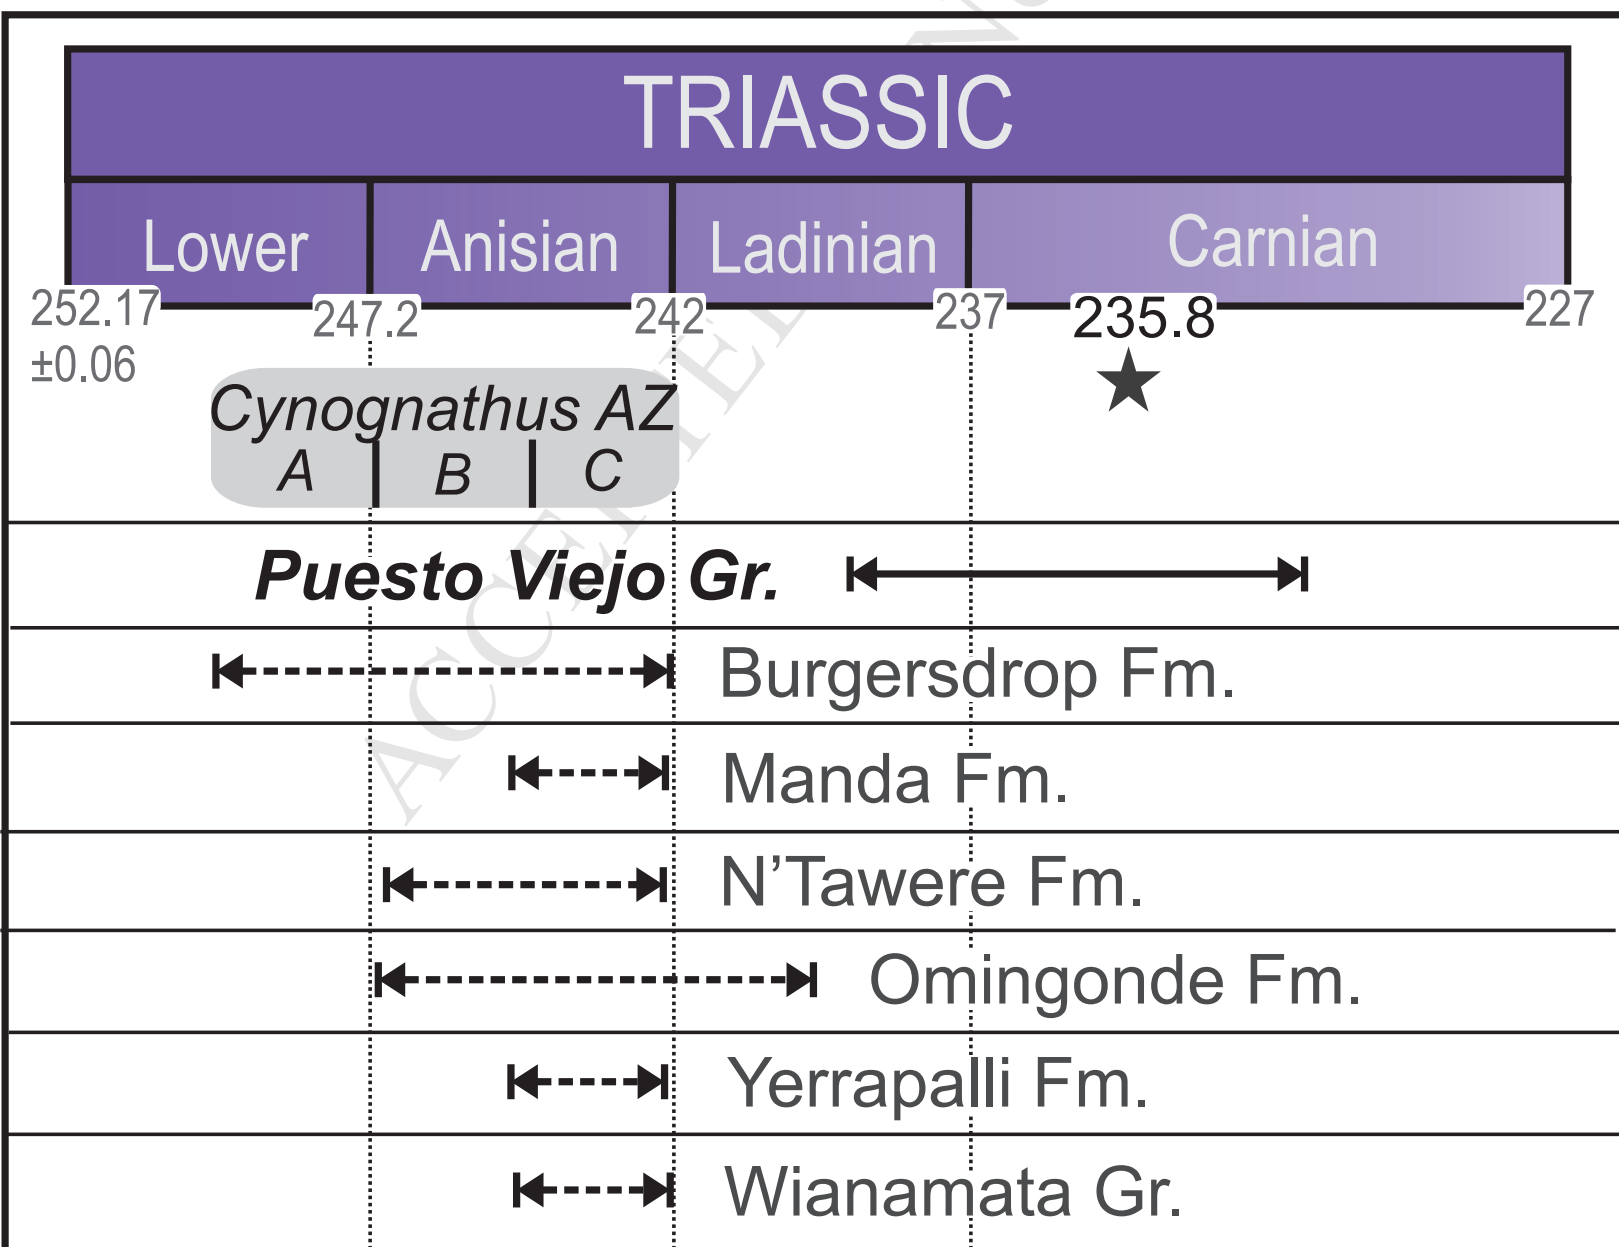 TRIASSIC
Lower Anisian Ladinian Carnian
252.17 247.2 242 237 235.8 227
±0.06
Cynognathus AZ
A B C
Puesto Viejo Gr.
Burgersdrop Fm.
Manda Fm.
N’Tawere Fm.
Omingonde Fm.
Yerrapalli Fm.
Wianamata Gr.